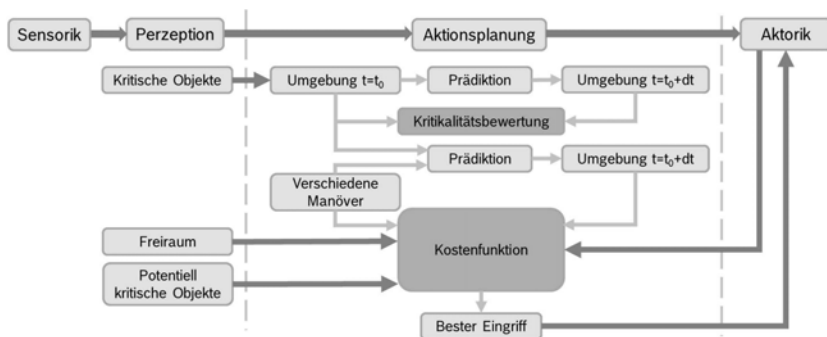 Sensorik
Perzeption
Aktionsplanung
Aktorik
Kritische Objekte
Umgebung t=t₀
Prädiktion
Umgebung t=t₀+dt
Kritikalitätsbewertung
Prädiktion
Umgebung t=t₀+dt
Verschiedene
Manöver
Freiraum
Kostenfunktion
Potentiell
kritische Objekte
Bester Eingriff